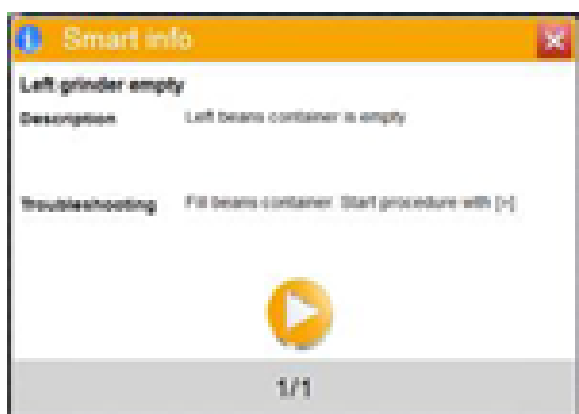 Smart info
Left grinder empty
Description Left beans container is empty
Troubleshooting Fill beans container. Start procedure with [>]
1/1